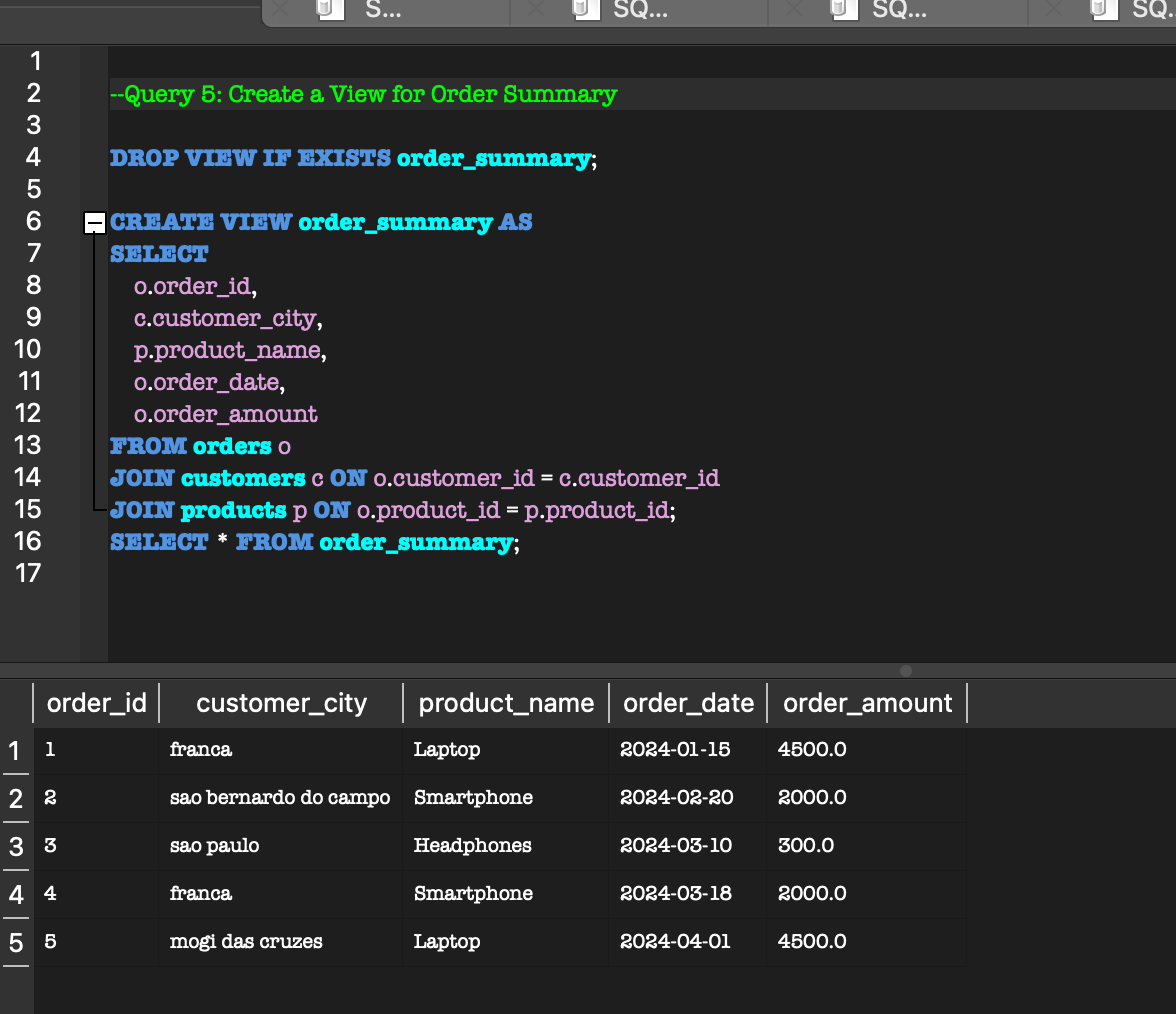 S... SQ... SQ... SQ...
1
2 --Query 5: Create a View for Order Summary
3
4 DROP VIEW IF EXISTS order_summary;
5
6 CREATE VIEW order_summary AS
7 SELECT
8 o.order_id,
9 c.customer_city,
10 p.product_name,
11 o.order_date,
12 o.order_amount
13 FROM orders o
14 JOIN customers c ON o.customer_id = c.customer_id
15 JOIN products p ON o.product_id = p.product_id;
16 SELECT * FROM order_summary;
17
order_id customer_city product_name order_date order_amount
1 1 franca Laptop 2024-01-15 4500.0
2 2 sao bernardo do campo Smartphone 2024-02-20 2000.0
3 3 sao paulo Headphones 2024-03-10 300.0
4 4 franca Smartphone 2024-03-18 2000.0
5 5 mogi das cruzes Laptop 2024-04-01 4500.0